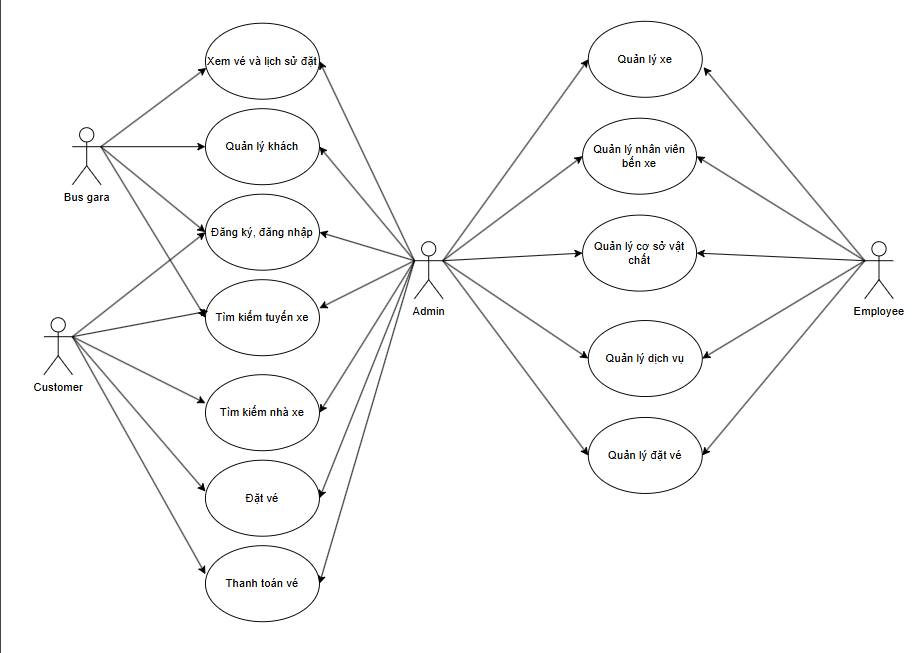 Xem vé và lịch sử đặt
Quản lý xe
Quản lý khách
Quản lý nhân viên
bến xe
Bus gara
Đăng ký, đăng nhập
Quản lý cơ sở vật
chất
Admin
Employee
Tìm kiếm tuyến xe
Customer
Quản lý dịch vụ
Tìm kiếm nhà xe
Quản lý đặt vé
Đặt vé
Thanh toán vé